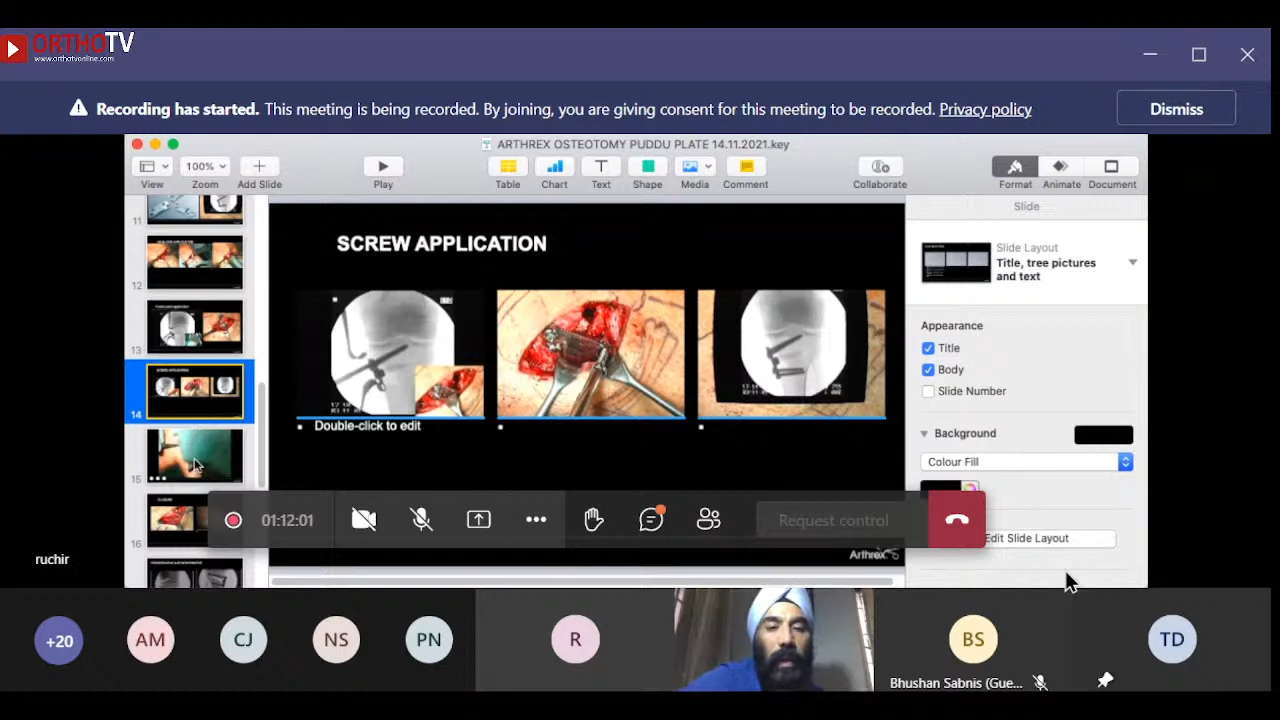 ORTHOTV
www.orthotvonline.com
Recording has started. This meeting is being recorded. By joining, you are giving consent for this meeting to be recorded. Privacy policy
Dismiss
ARTHREX OSTEOTOMY PUDDU PLATE 14.11.2021.key
100%
View
Zoom
Add Slide
Play
Table
Chart
Text
Shape
Media
Comment
Collaborate
Format
Animate
Document
Slide
11
12
13
14
15
16
SCREW APPLICATION
Double-click to edit
Arthrex
Slide Layout
Title, tree pictures
and text
Appearance
Title
Body
Slide Number
Background
Colour Fill
Edit Slide Layout
01:12:01
Request control
ruchir
+20
AM
CJ
NS
PN
R
BS
TD
Bhushan Sabnis (Gue...